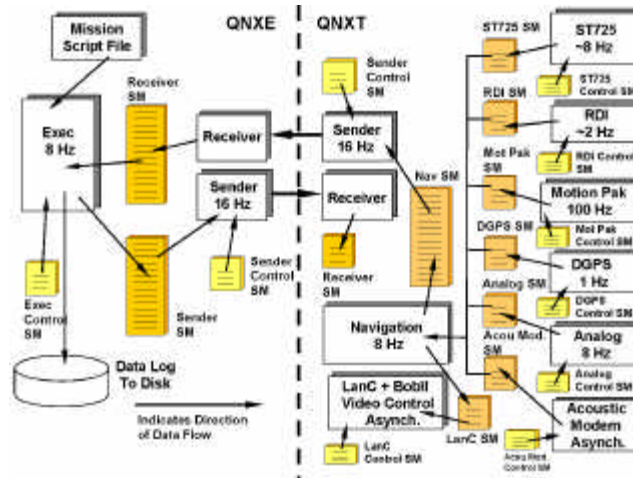 QNXE
QNXT
Mission
Script File
Receiver
SM
Exec
8 Hz
Receiver
Sender
16 Hz
Exec
Control
SM
Sender SM
Sender
Control
SM
Data Log
To Disk
Indicates Direction
of Data Flow
Sender
Control
SM
Sender
16 Hz
Nav SM
Receiver
Receiver
SM
Navigation
8 Hz
LanC + Bobil
Video Control
Asynch.
LanC
Control SM
LanC SM
ST725 SM
RDI SM
Mot Pak
SM
DGPS SM
Analog SM
Acou Mod.
SM
ST725
~8 Hz
ST725
Control SM
RDI
~2 Hz
RDI Control
SM
Motion Pak
100 Hz
Mot Pak
Control SM
DGPS
1 Hz
DGPS
Control SM
Analog
8 Hz
Analog
Control SM
Acoustic
Modem
Asynch.
Acou Mod.
Control SM